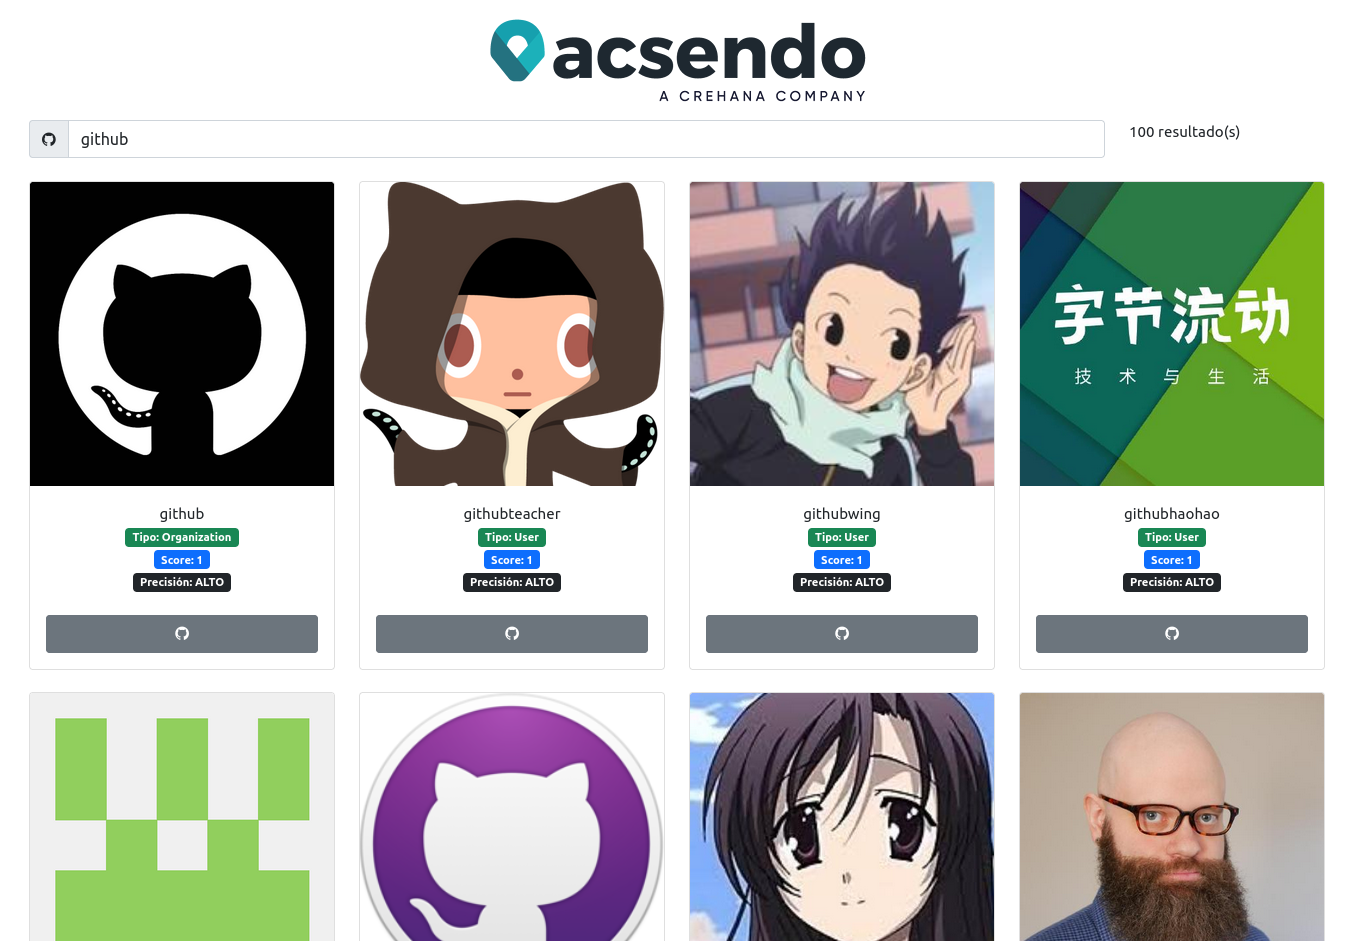 acsendo
A CREHANA COMPANY
github
100 resultado(s)
字节流动
技 术 与 生 活
github
Tipo: Organization
Score: 1
Precisión: ALTO
githubteacher
Tipo: User
Score: 1
Precisión: ALTO
githubwing
Tipo: User
Score: 1
Precisión: ALTO
githubhaohao
Tipo: User
Score: 1
Precisión: ALTO